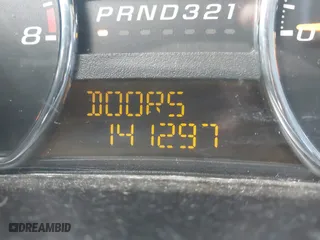 PRND321
8
0
DOORS
141297
DREAMBID